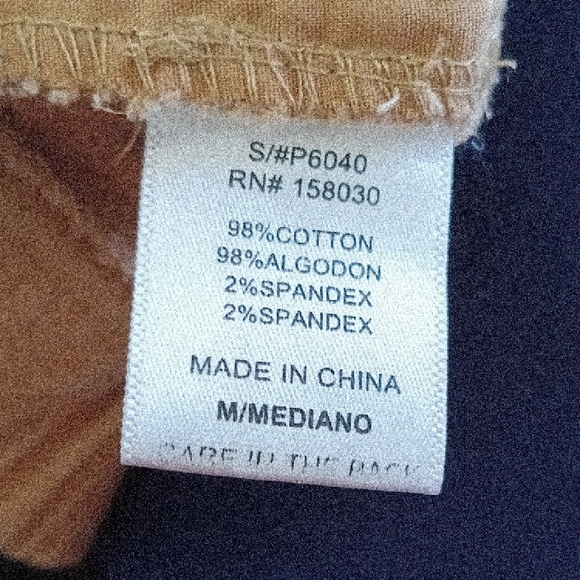 S/#P6040
RN# 158030
98%COTTON
98%ALGODON
2%SPANDEX
2%SPANDEX
MADE IN CHINA
M/MEDIANO
CARE IN THE BACK